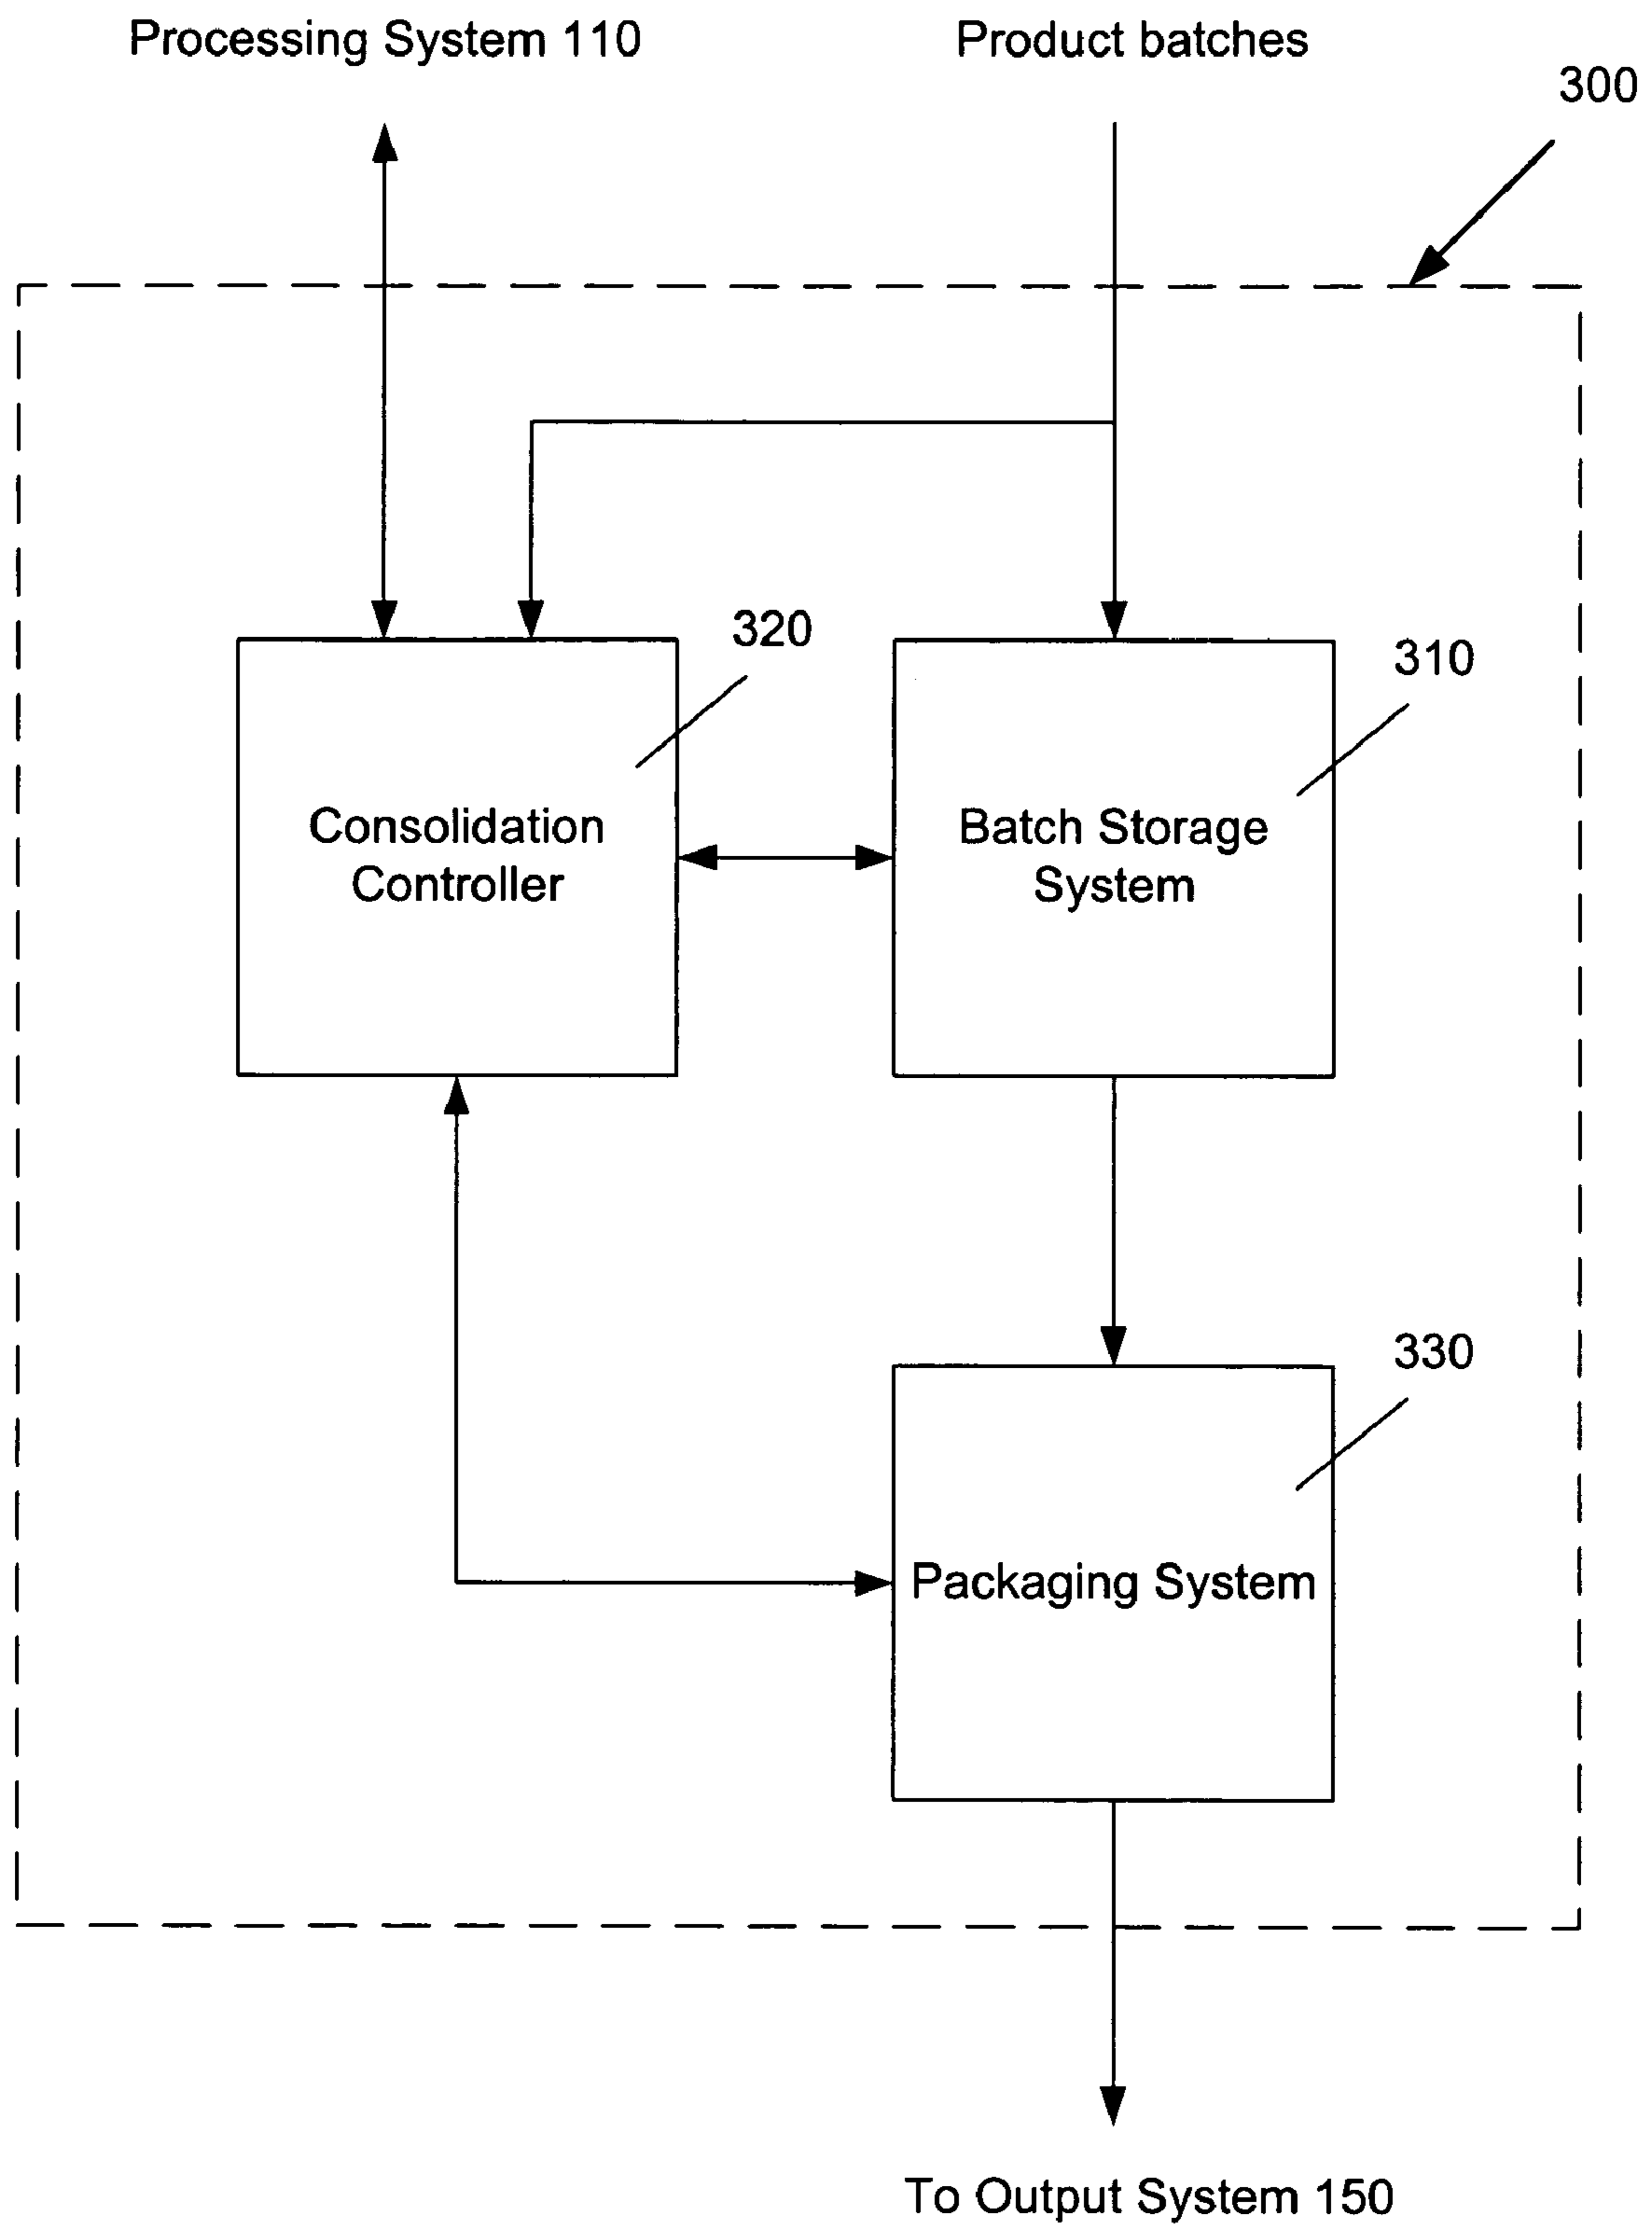 Processing System 110
Product batches
300
320
310
Consolidation
Controller
Batch Storage
System
330
Packaging System
To Output System 150